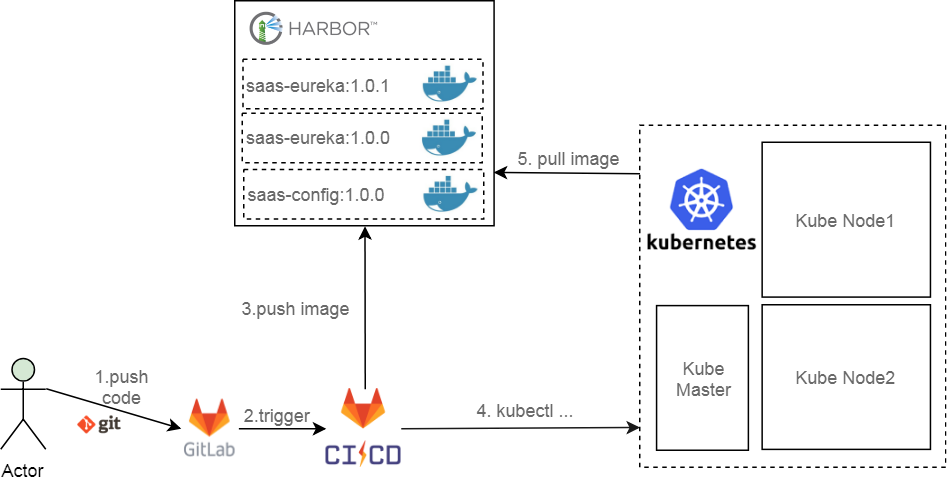 HARBOR™
saas-eureka:1.0.1
saas-eureka:1.0.0
saas-config:1.0.0
5. pull image
kubernetes
Kube Node1
3.push image
Kube
Master
Kube Node2
1.push
code
git
GitLab
2.trigger
CI CD
4. kubectl ...
Actor